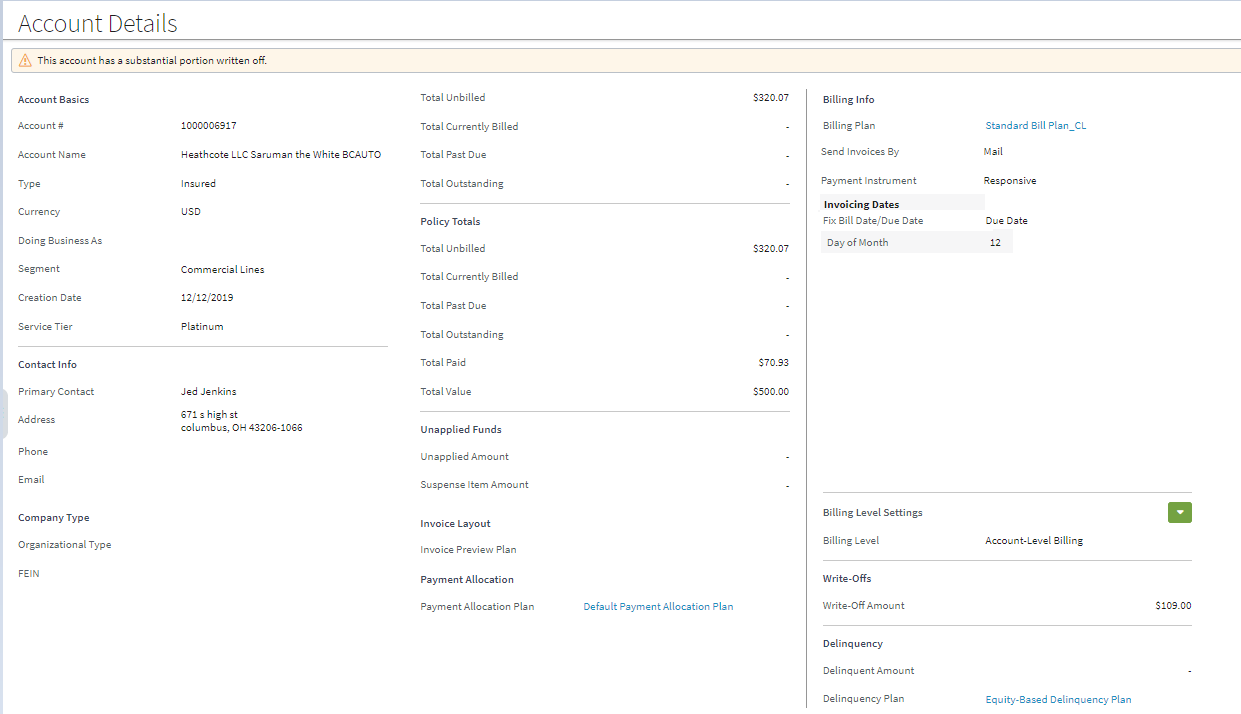 Account Details
This account has a substantial portion written off.
Account Basics
Account # 1000006917
Account Name Heathcote LLC Saruman the White BCAUTO
Type Insured
Currency USD
Doing Business As
Segment Commercial Lines
Creation Date 12/12/2019
Service Tier Platinum
Contact Info
Primary Contact Jed Jenkins
Address 671 s high st
columbus, OH 43206-1066
Phone
Email
Company Type
Organizational Type
FEIN
Total Unbilled $320.07
Total Currently Billed -
Total Past Due -
Total Outstanding -
Policy Totals
Total Unbilled $320.07
Total Currently Billed -
Total Past Due -
Total Outstanding -
Total Paid $70.93
Total Value $500.00
Unapplied Funds
Unapplied Amount -
Suspense Item Amount -
Invoice Layout
Invoice Preview Plan
Payment Allocation
Payment Allocation Plan Default Payment Allocation Plan
Billing Info
Billing Plan Standard Bill Plan_CL
Send Invoices By Mail
Payment Instrument Responsive
Invoicing Dates
Fix Bill Date/Due Date Due Date
Day of Month 12
Billing Level Settings
Billing Level Account-Level Billing
Write-Offs
Write-Off Amount $109.00
Delinquency
Delinquent Amount -
Delinquency Plan Equity-Based Delinquency Plan